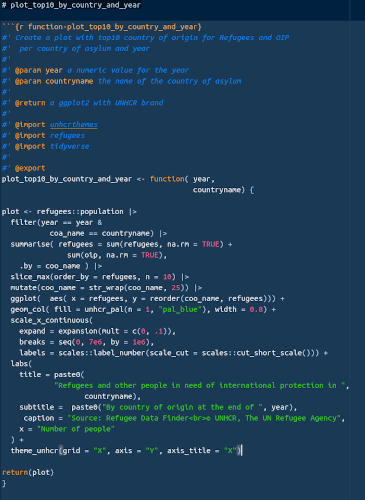 # plot_top10_by_country_and_year
```{r function-plot_top10_by_country_and_year}
#' Create a plot with top10 country of origin for Refugees and OIP
#'  per country of asylum and year
#'
#' @param year a numeric value for the year
#' @param countryname the name of the country of asylum
#'
#' @return a ggplot2 with UNHCR brand
#'
#' @import unhcrthemes
#' @import refugees
#' @import tidyverse
#'
#' @export
plot_top10_by_country_and_year <- function( year,
countryname) {
plot <- refugees::population |>
filter(year == year &
coa_name == countryname) |>
summarise( refugees = sum(refugees, na.rm = TRUE) +
sum(oip, na.rm = TRUE),
.by = coo_name ) |>
slice_max(order_by = refugees, n = 10) |>
mutate(coo_name = str_wrap(coo_name, 25)) |>
ggplot(  aes( x = refugees, y = reorder(coo_name, refugees))) +
geom_col( fill = unhcr_pal(n = 1, "pal_blue"), width = 0.8) +
scale_x_continuous(
expand = expansion(mult = c(0, .1)),
breaks = seq(0, 7e6, by = 1e6),
labels = scales::label_number(scale_cut = scales::cut_short_scale())) +
labs(
title = paste0(
"Refugees and other people in need of international protection in ",
countryname),
subtitle =  paste0("By country of origin at the end of ", year),
caption = "Source: Refugee Data Finder<br>© UNHCR, The UN Refugee Agency",
x = "Number of people"
) +
theme_unhcr(grid = "X", axis = "Y", axis_title = "X")
return(plot)
}